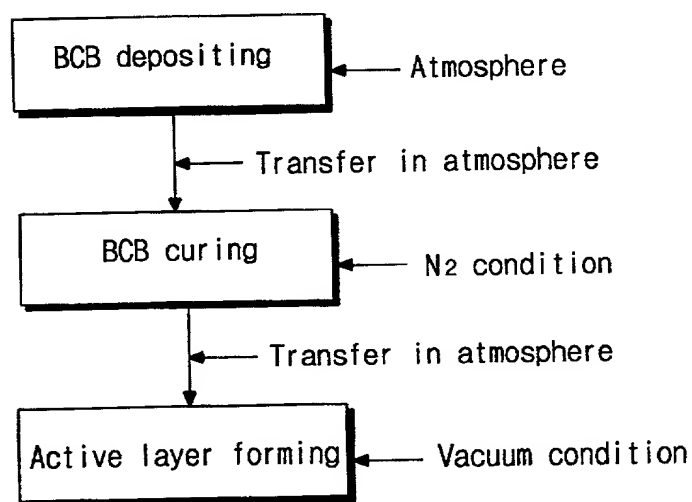 BCB depositing
Atmosphere
Transfer in atmosphere
BCB curing
N2 condition
Transfer in atmosphere
Active layer forming
Vacuum condition